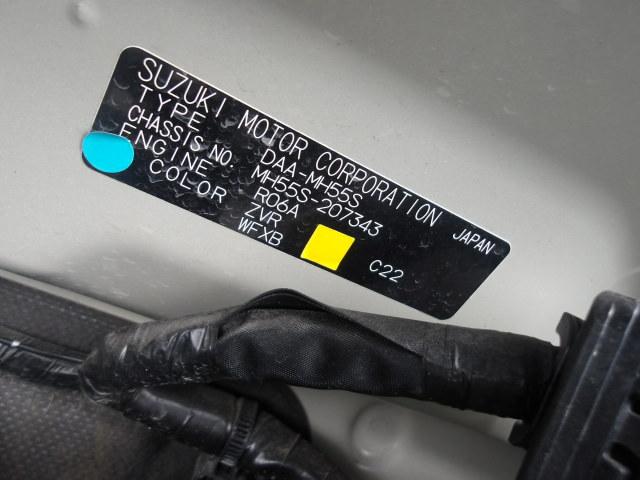 SUZUKI MOTOR CORPORATION JAPAN
TYPE DAA-MH55S
CHASSIS NO. MH55S-207343
ENGINE R06A
COLOR ZVR
WFXB C22